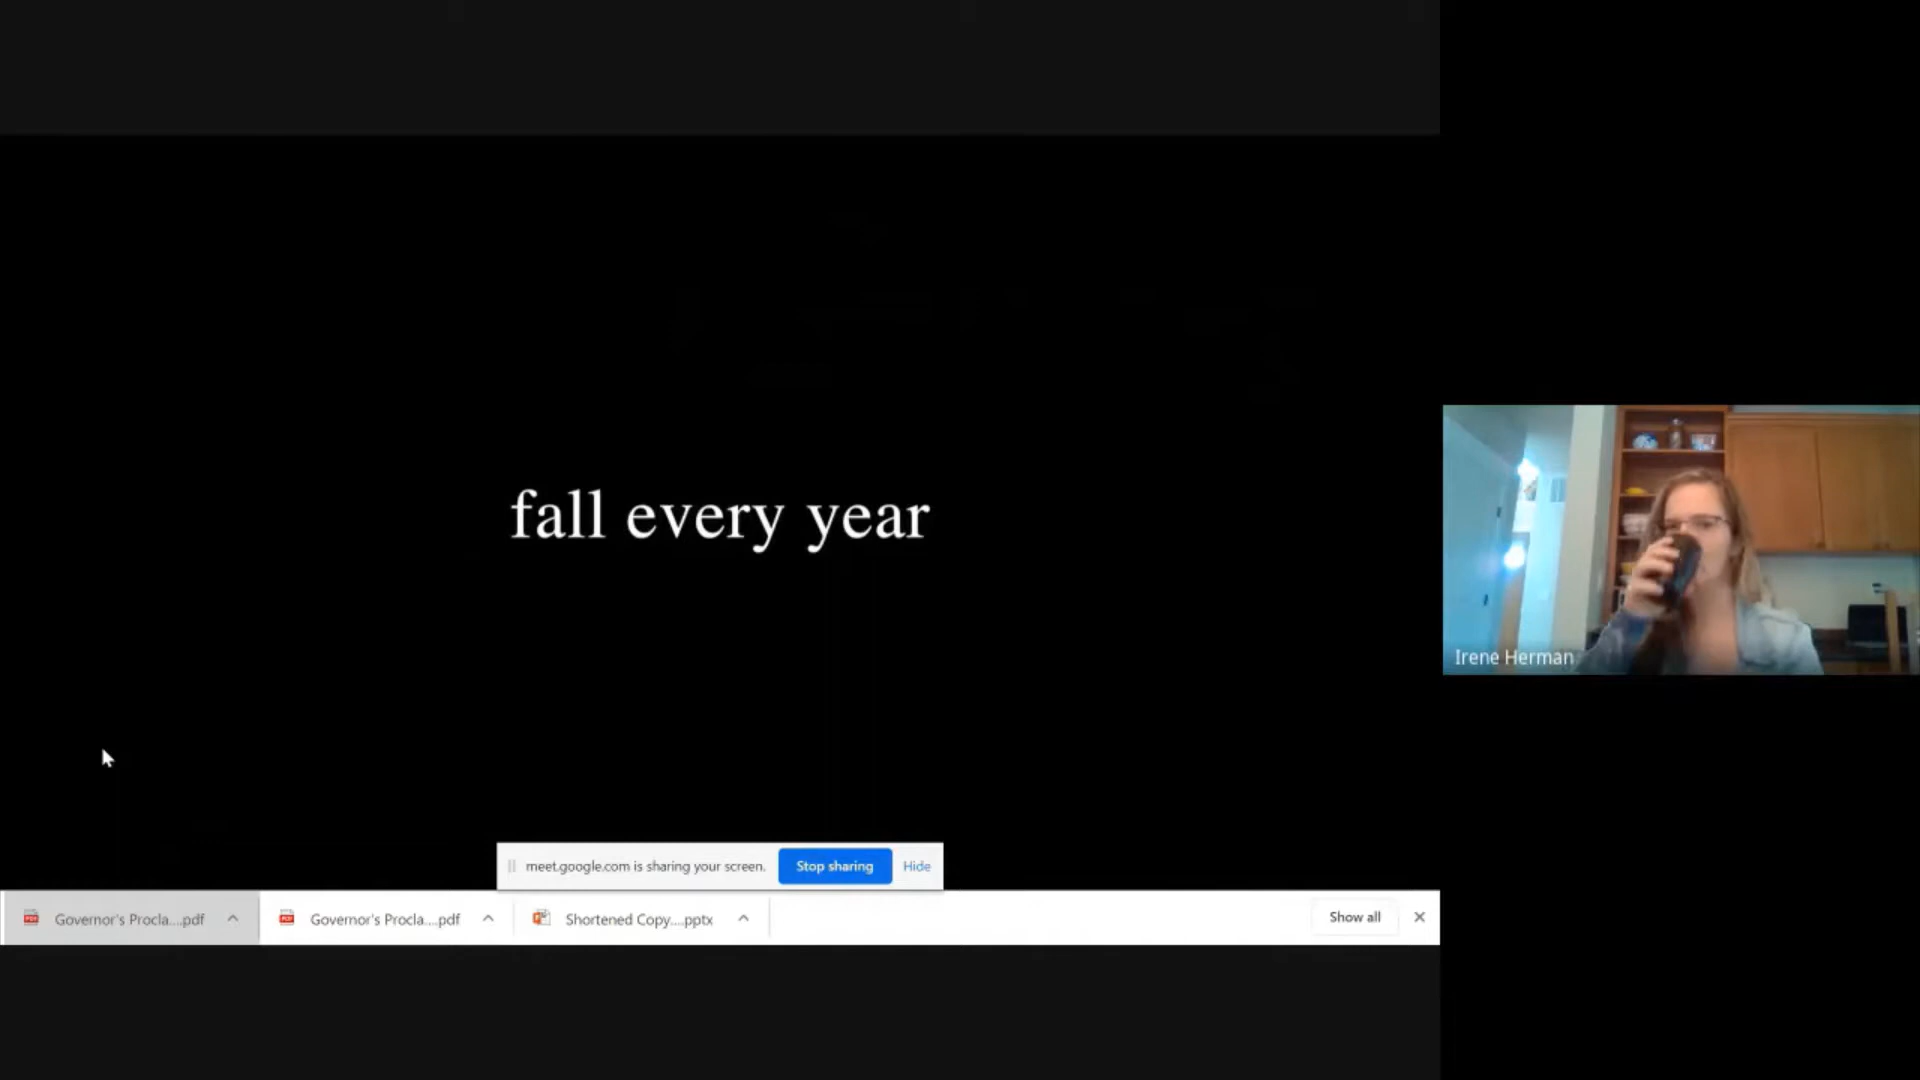 fall every year
Irene Herman
meet.google.com is sharing your screen. Stop sharing Hide
Governor's Procla....pdf Governor's Procla....pdf Shortened Copy....pptx Show all